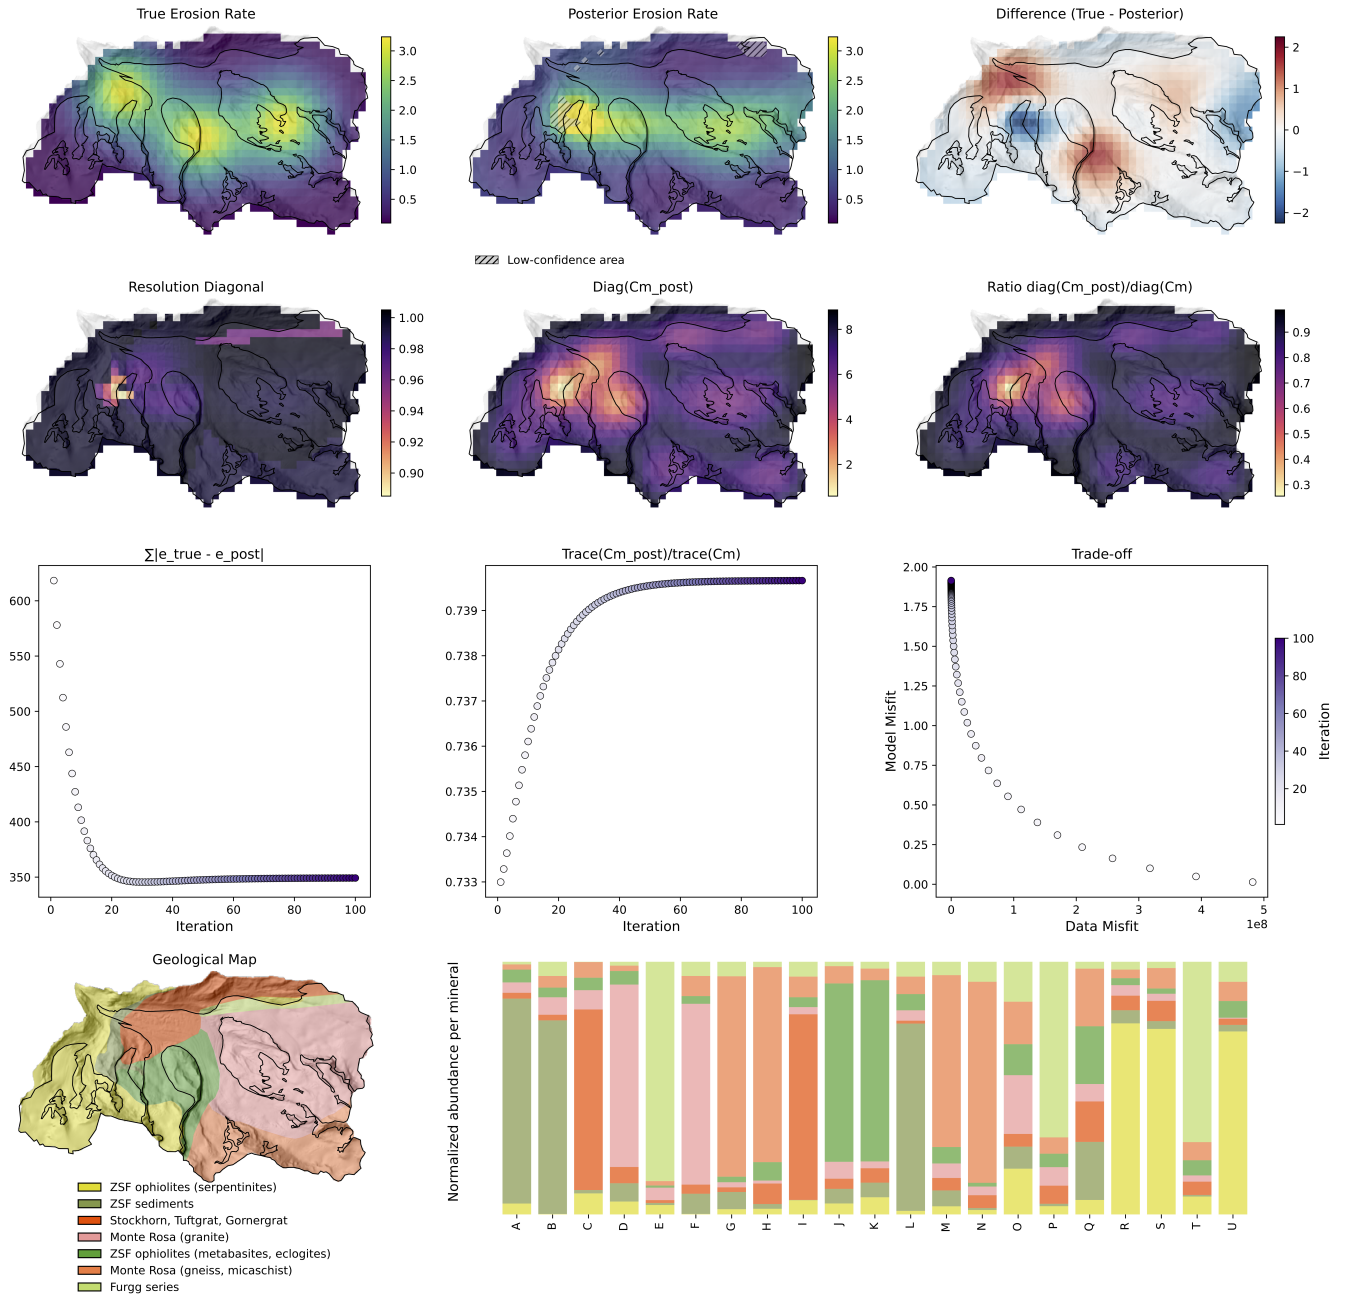 True Erosion Rate
Posterior Erosion Rate
Difference (True - Posterior)
3.0
2.5
2.0
1.5
1.0
0.5
3.0
2.5
2.0
1.5
1.0
0.5
2
1
0
−1
−2
Low-confidence area
Resolution Diagonal
Diag(Cm_post)
Ratio diag(Cm_post)/diag(Cm)
1.00
0.98
0.96
0.94
0.92
0.90
8
6
4
2
0.9
0.8
0.7
0.6
0.5
0.4
0.3
∑|e_true - e_post|
Trace(Cm_post)/trace(Cm)
Trade-off
600
550
500
450
400
350
0 20 40 60 80 100
Iteration
0.739
0.738
0.737
0.736
0.735
0.734
0.733
0 20 40 60 80 100
Iteration
Model Misfit
2.00
1.75
1.50
1.25
1.00
0.75
0.50
0.25
0.00
0 1 2 3 4 5
1e8
Data Misfit
100
80
60
40
20
Iteration
Geological Map
ZSF ophiolites (serpentinites)
ZSF sediments
Stockhorn, Tuftgrat, Gornergrat
Monte Rosa (granite)
ZSF ophiolites (metabasites, eclogites)
Monte Rosa (gneiss, micaschist)
Furgg series
Normalized abundance per mineral
A B C D E F G H I J K L M N O P Q R S T U